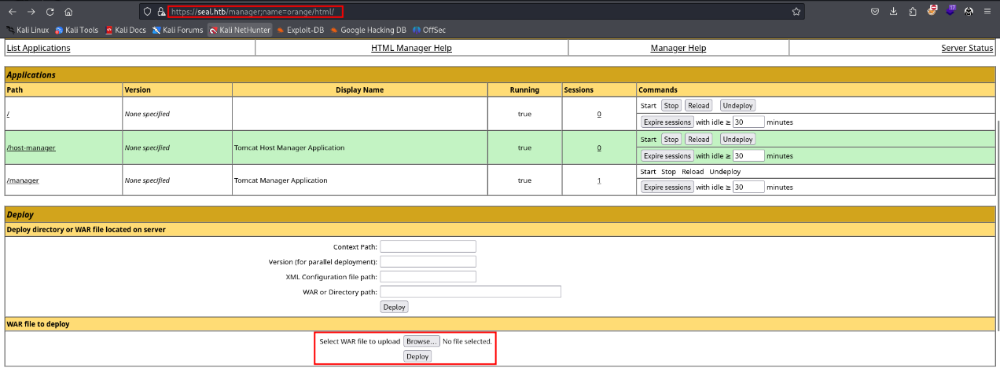 https://seal.htb/manager;name=orange/html/
Kali Linux Kali Tools Kali Docs Kali Forums Kali NetHunter Exploit-DB Google Hacking DB OffSec
List Applications HTML Manager Help Manager Help Server Status
Applications
Path Version Display Name Running Sessions Commands
/ None specified true 0 Start Stop Reload Undeploy
Expire sessions with idle ≥ 30 minutes
/host-manager None specified Tomcat Host Manager Application true 0 Start Stop Reload Undeploy
Expire sessions with idle ≥ 30 minutes
/manager None specified Tomcat Manager Application true 1 Start Stop Reload Undeploy
Expire sessions with idle ≥ 30 minutes
Deploy
Deploy directory or WAR file located on server
Context Path:
Version (for parallel deployment):
XML Configuration file path:
WAR or Directory path:
Deploy
WAR file to deploy
Select WAR file to upload Browse... No file selected.
Deploy